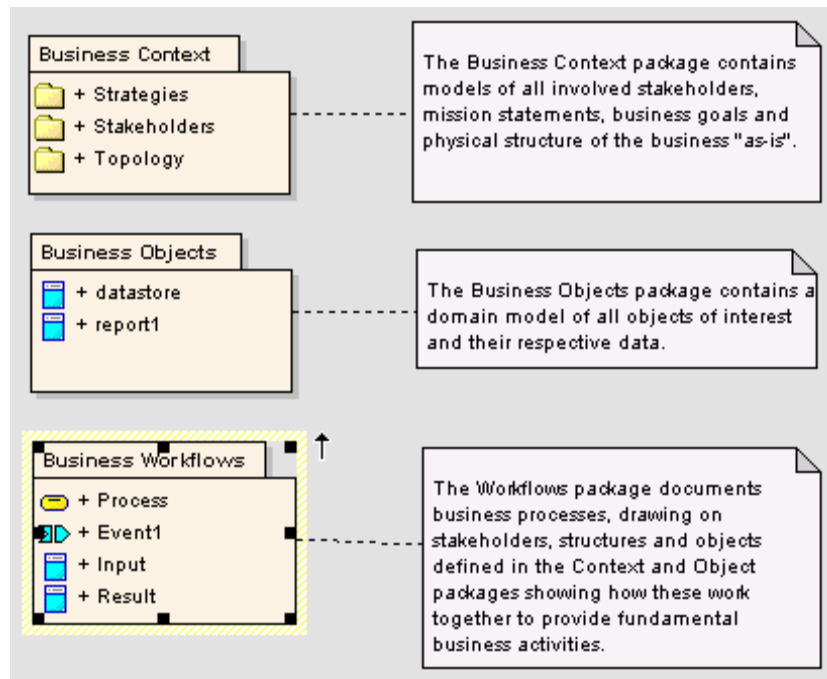 Business Context
+ Strategies
+ Stakeholders
+ Topology
The Business Context package contains
models of all involved stakeholders,
mission statements, business goals and
physical structure of the business "as-is".
Business Objects
+ datastore
+ report1
The Business Objects package contains a
domain model of all objects of interest
and their respective data.
Business Workflows
+ Process
+ Event1
+ Input
+ Result
The Workflows package documents
business processes, drawing on
stakeholders, structures and objects
defined in the Context and Object
packages showing how these work
together to provide fundamental
business activities.